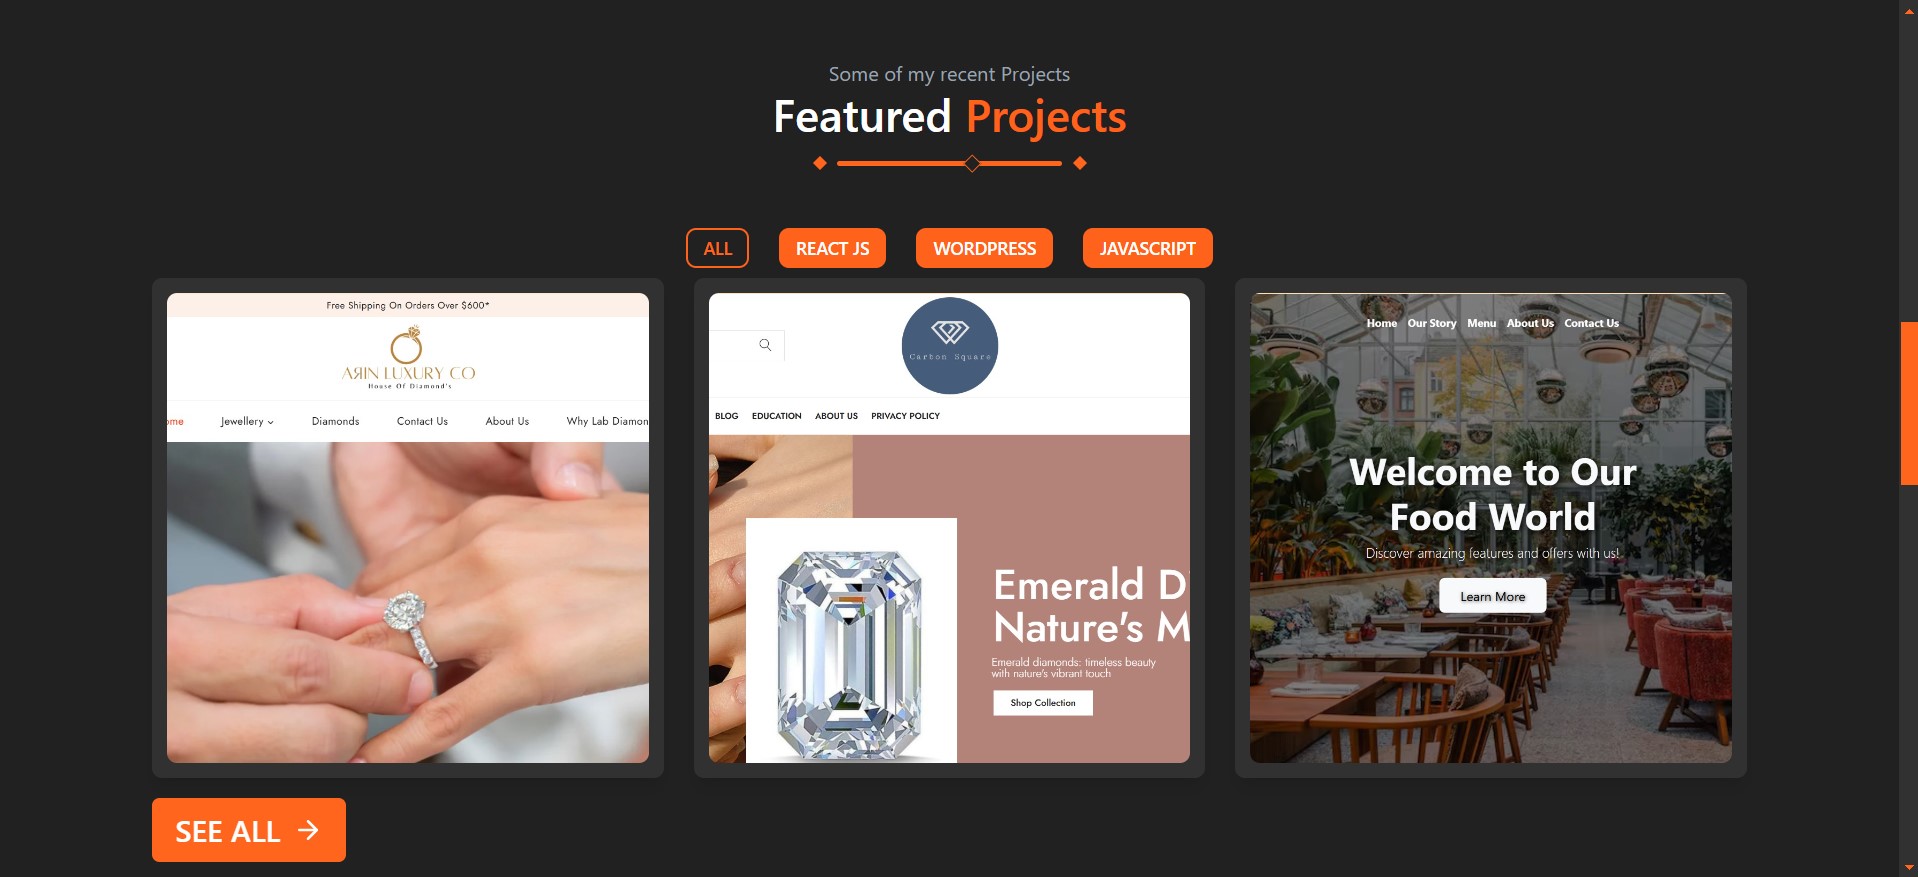 Some of my recent Projects
Featured Projects
ALL REACT JS WORDPRESS JAVASCRIPT
Free Shipping On Orders Over $600*
AЯIN LUXURY CO
House Of Diamond's
ome Jewellery Diamonds Contact Us About Us Why Lab Diamon
Carbon Square
BLOG EDUCATION ABOUT US PRIVACY POLICY
Emerald D
Nature's M
Emerald diamonds: timeless beauty
with nature's vibrant touch
Shop Collection
Home Our Story Menu About Us Contact Us
Welcome to Our
Food World
Discover amazing features and offers with us!
Learn More
SEE ALL →